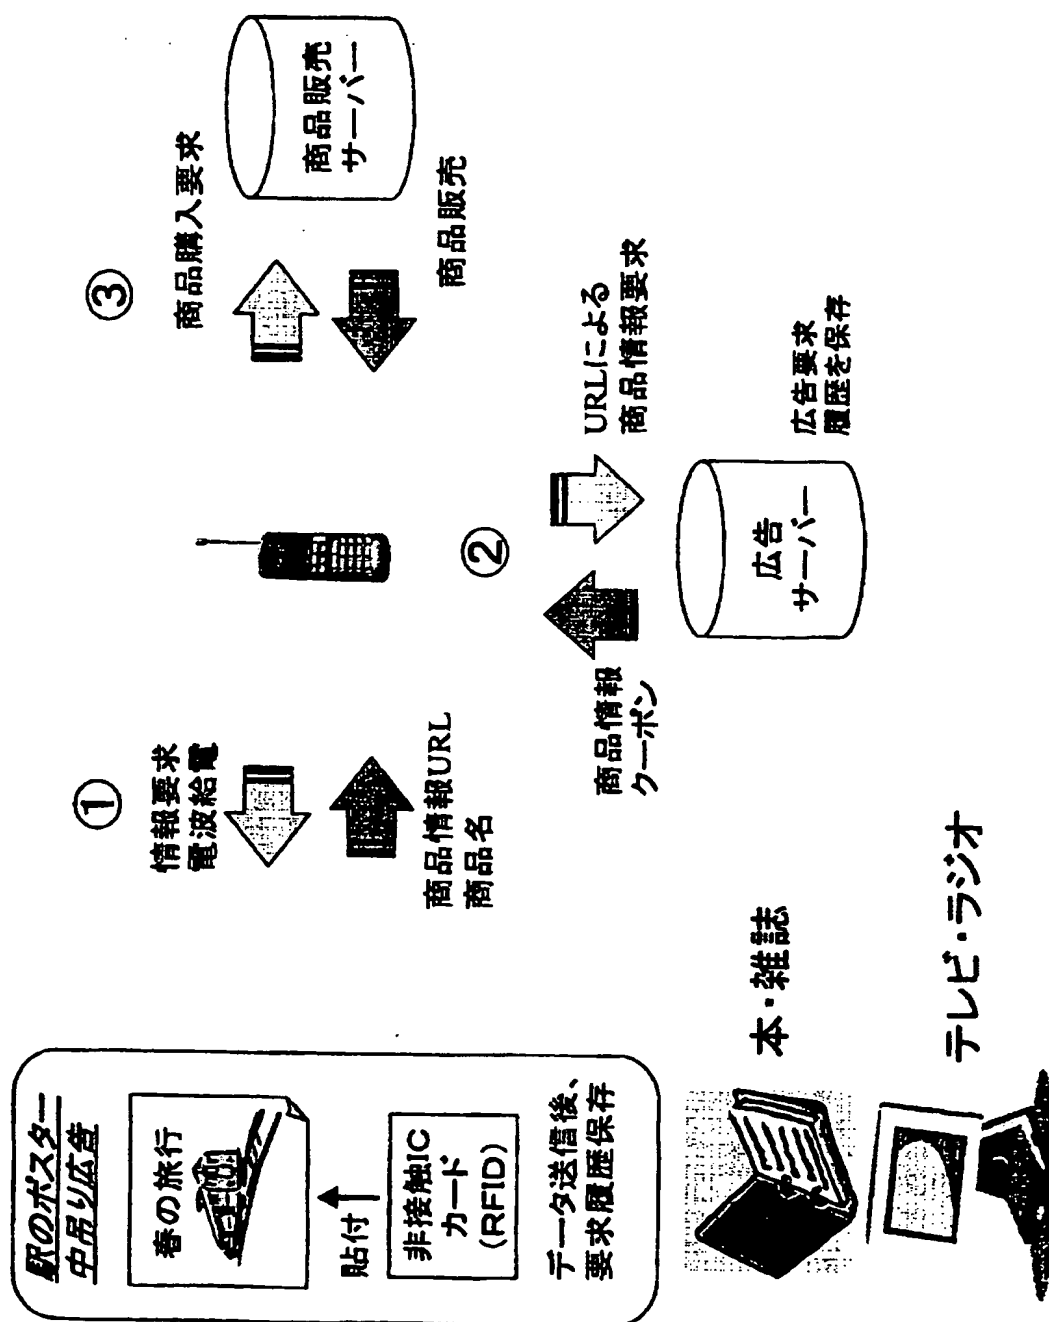 駅のポスター
中吊り広告
春の旅行
貼付
非接触IC
カード
(RFID)
データ送信後、
要求履歴保存
本・雑誌
テレビ・ラジオ
①
情報要求
電波給電
商品情報URL
商品名
②
商品情報
クーポン
URLによる
商品情報要求
広告
サーバー
広告要求
履歴を保存
③
商品購入要求
商品販売
商品販売
サーバー